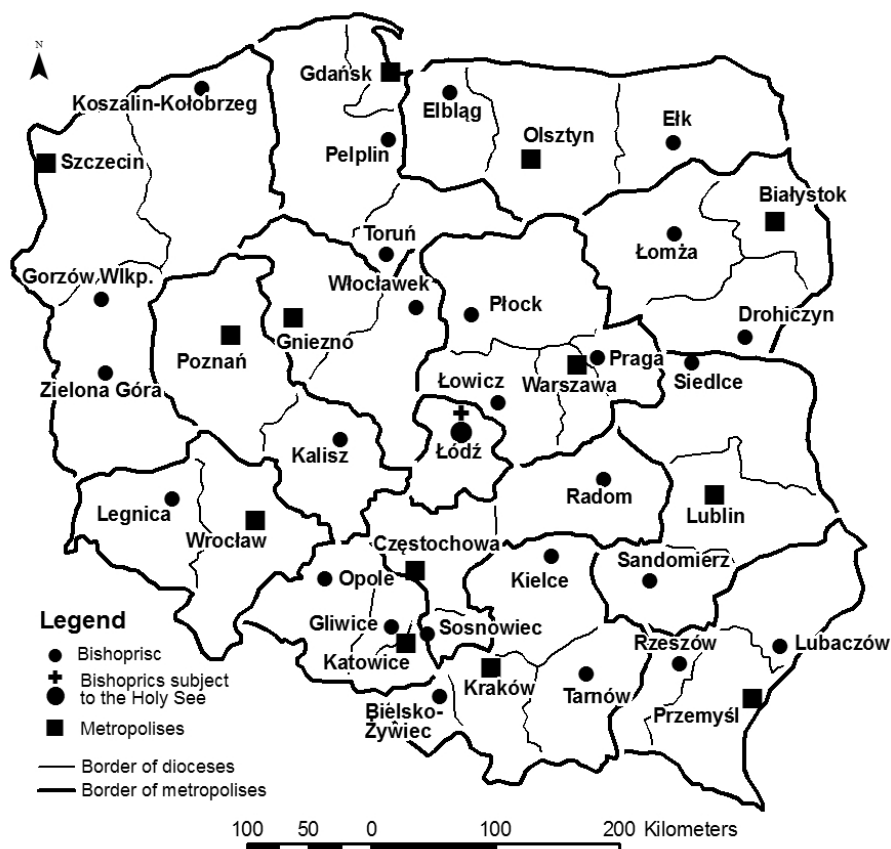 N
Gdańsk
Koszalin-Kołobrzeg
Elbląg
Ełk
Olsztyn
Pelplin
Szczecin
Białystok
Toruń
Łomża
Gorzów Wlkp.
Włocławek
Płock
Drohiczyn
Gniezno
Poznań
Praga
Zielona Góra
Łowicz
Warszawa
Siedlce
Kalisz
Łódź
Radom
Legnica
Lublin
Wrocław
Częstochowa
Sandomierz
Opole
Kielce
Legend
Gliwice
Sosnowiec
Bishoprisc
Rzeszów
Lubaczów
Katowice
Bishoprics subject
to the Holy See
Kraków
Tarnów
Przemyśl
Bielsko-
Żywiec
Metropolises
Border of dioceses
Border of metropolises
100 50 0 100 200 Kilometers